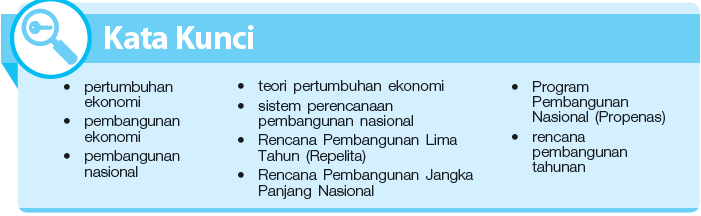 Kata Kunci
• pertumbuhan
ekonomi
• pembangunan
ekonomi
• pembangunan
nasional
• teori pertumbuhan ekonomi
• sistem perencanaan
pembangunan nasional
• Rencana Pembangunan Lima
Tahun (Repelita)
• Rencana Pembangunan Jangka
Panjang Nasional
• Program
Pembangunan
Nasional (Propenas)
• rencana
pembangunan
tahunan